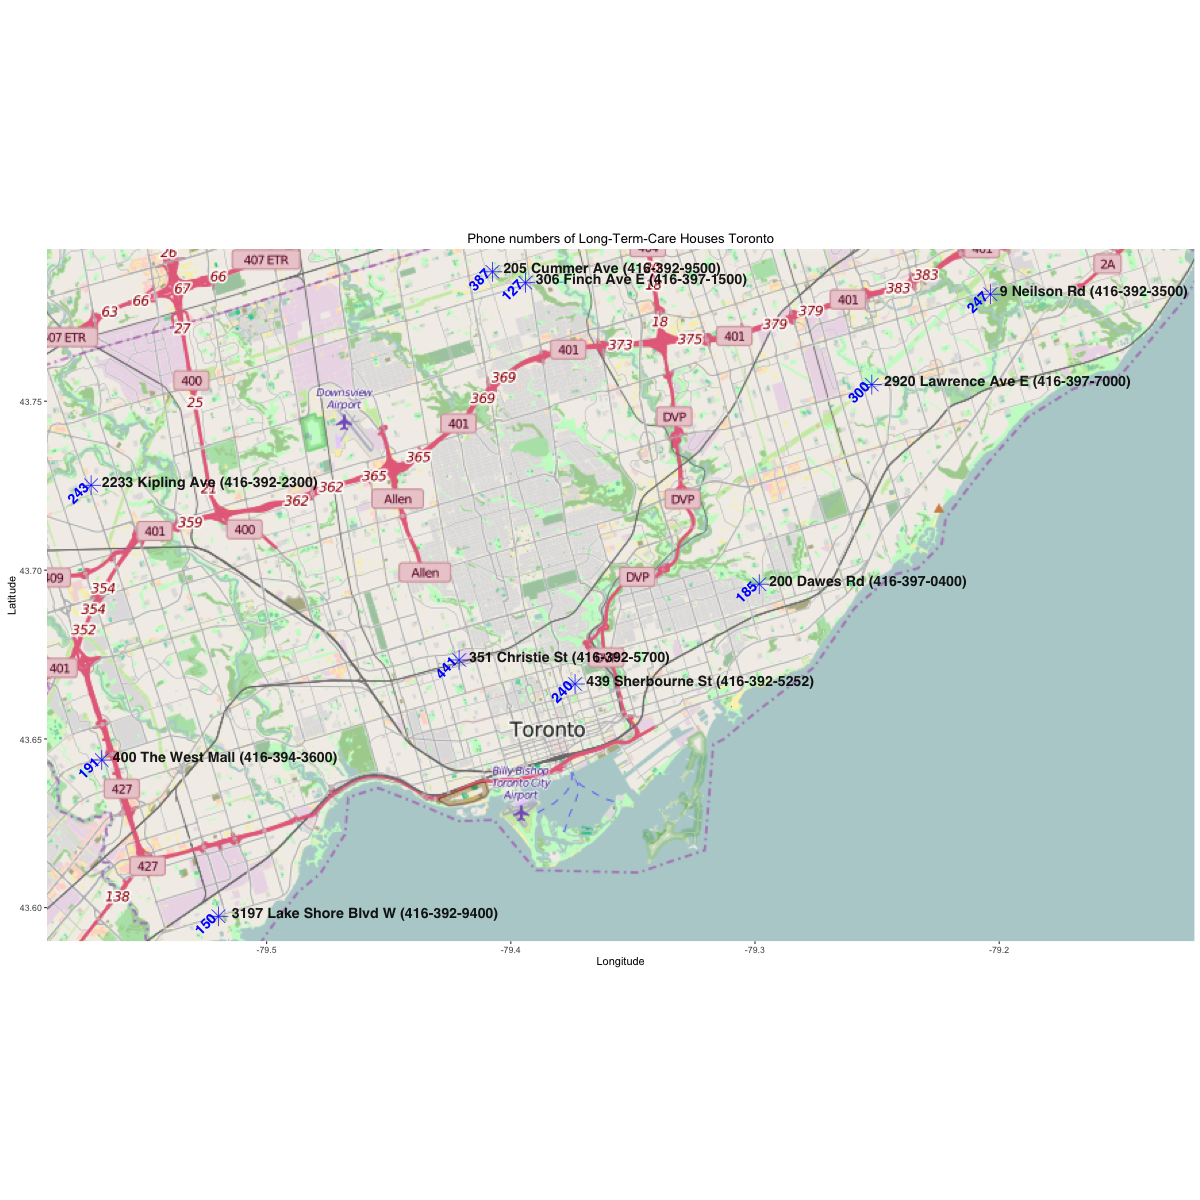 Phone numbers of Long-Term-Care Houses Toronto
26
407 ETR
66
67
66
63
07 ETR
27
400
25
21
387
205 Cummer Ave (416-392-9500)
127
306 Finch Ave E (416-397-1500)
18
18
401
2A
383
383
247
9 Neilson Rd (416-392-3500)
401
379
379
401
375
373
401
369
369
401
300
2920 Lawrence Ave E (416-397-7000)
Downsview
Airport
DVP
365
365
Allen
362
362
243
2233 Kipling Ave (416-392-2300)
359
400
401
DVP
Allen
DVP
409
354
354
352
401
185
200 Dawes Rd (416-397-0400)
441
351 Christie St (416-392-5700)
240
439 Sherbourne St (416-392-5252)
Toronto
191
400 The West Mall (416-394-3600)
Billy Bishop
Toronto City
Airport
427
427
138
150
3197 Lake Shore Blvd W (416-392-9400)
43.75
43.70
43.65
43.60
Latitude
-79.5
-79.4
-79.3
-79.2
Longitude